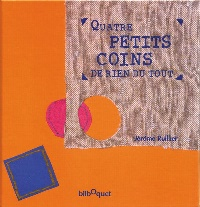 QUATRE
PETITS
COINS
DE RIEN DU TOUT
Jérôme Ruillier
bilbOquet